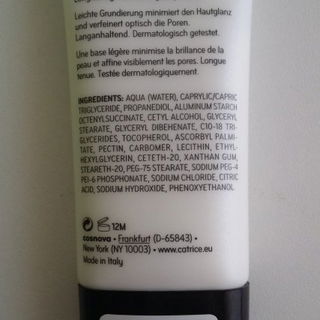 Leichte Grundierung minimiert den Hautglanz
und verfeinert optisch die Poren.
Langanhaltend. Dermatologisch getestet.
Une base légère minimise la brillance de la
peau et affine visiblement les pores. Longue
tenue. Testée dermatologiquement.
INGREDIENTS: AQUA (WATER), CAPRYLIC/CAPRIC
TRIGLYCERIDE, PROPANEDIOL, ALUMINUM STARCH
OCTENYLSUCCINATE, CETYL ALCOHOL, GLYCERYL
STEARATE, GLYCERYL DIBEHENATE, C10-18 TRI-
GLYCERIDES, TOCOPHEROL, ASCORBYL PALMI-
TATE, PECTIN, CARBOMER, LECITHIN, ETHYL-
HEXYLGLYCERIN, CETETH-20, XANTHAN GUM,
STEARETH-20, PEG-75 STEARATE, SODIUM PEG-4
PEI-6 PHOSPHONATE, SODIUM CHLORIDE, CITRIC
ACID, SODIUM HYDROXIDE, PHENOXYETHANOL.
12M
cosnova • Frankfurt (D-65843) •
New York (NY 10003) • www.catrice.eu
Made in Italy